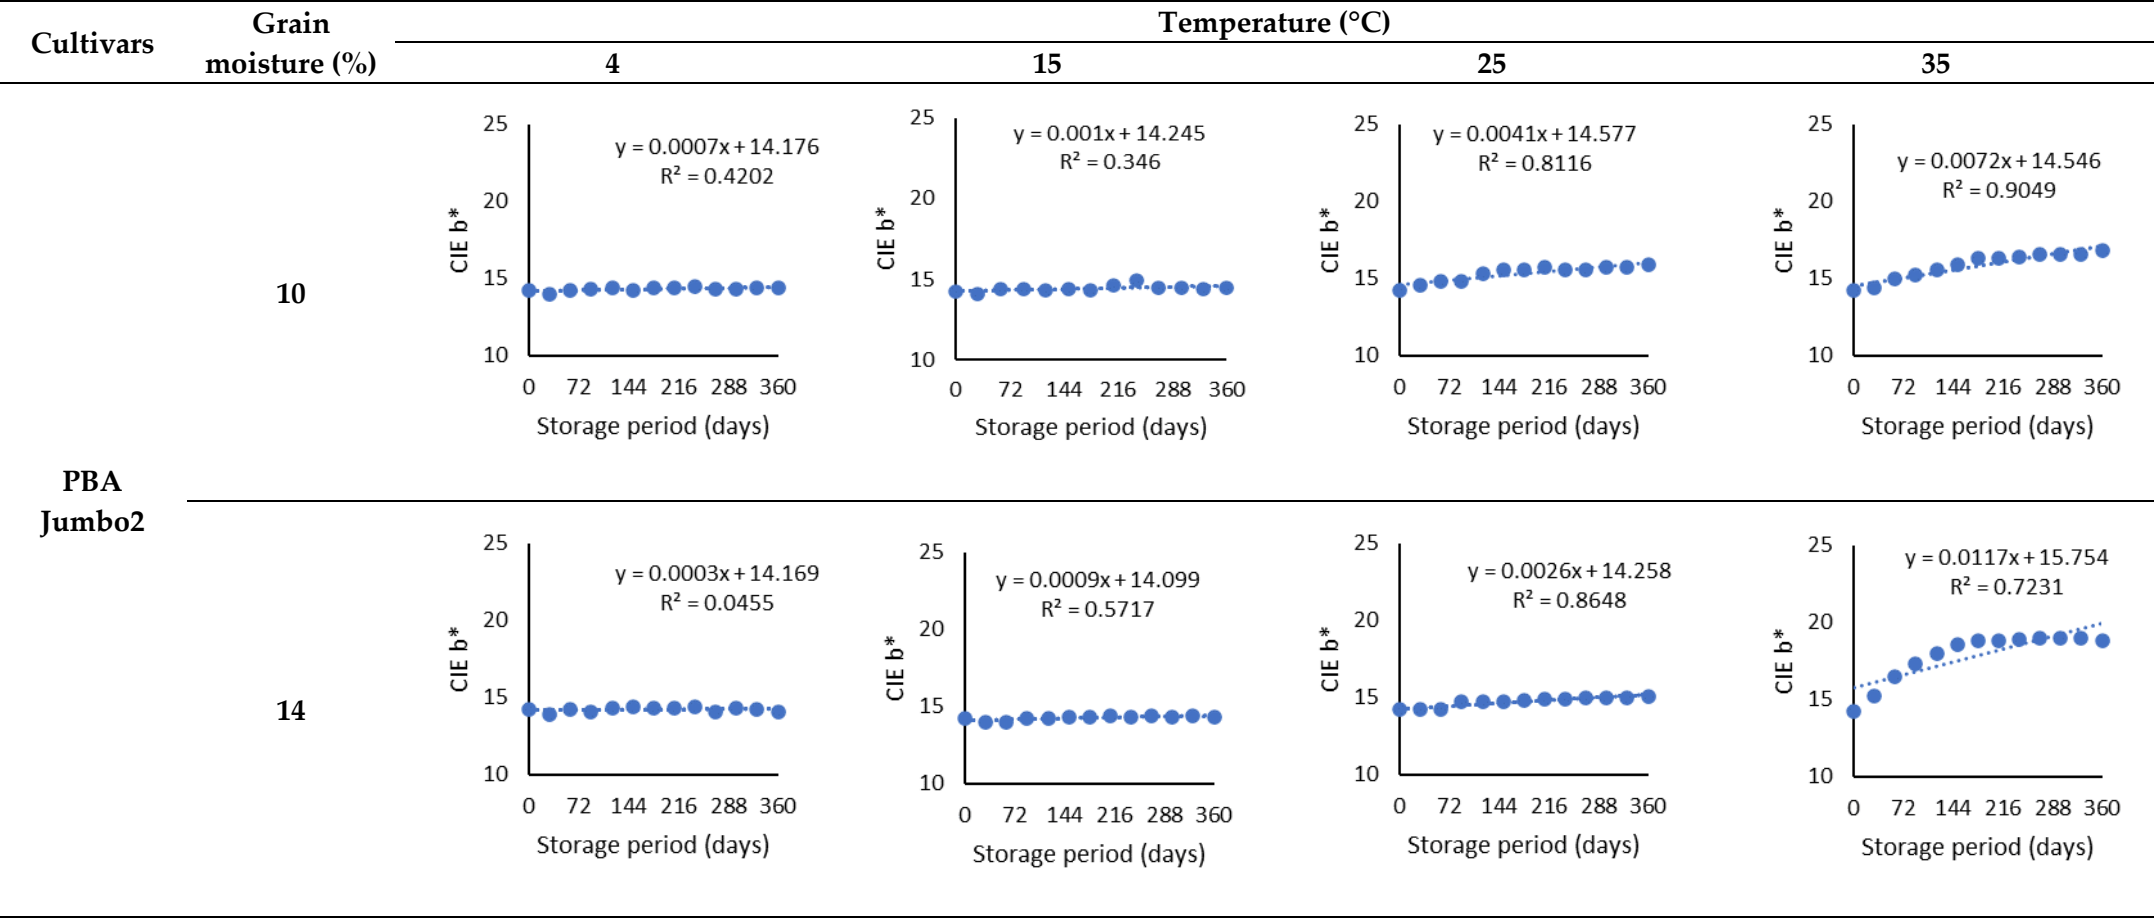 Cultivars
Grain
moisture (%)
Temperature (°C)
4
15
25
35
PBA
Jumbo2
10
25
20
15
10
CIE b*
y = 0.0007x + 14.176
R² = 0.4202
0 72 144 216 288 360
Storage period (days)
25
20
15
10
CIE b*
y = 0.001x + 14.245
R² = 0.346
0 72 144 216 288 360
Storage period (days)
25
20
15
10
CIE b*
y = 0.0041x + 14.577
R² = 0.8116
0 72 144 216 288 360
Storage period (days)
25
20
15
10
CIE b*
y = 0.0072x + 14.546
R² = 0.9049
0 72 144 216 288 360
Storage period (days)
14
25
20
15
10
CIE b*
y = 0.0003x + 14.169
R² = 0.0455
0 72 144 216 288 360
Storage period (days)
25
20
15
10
CIE b*
y = 0.0009x + 14.099
R² = 0.5717
0 72 144 216 288 360
Storage period (days)
25
20
15
10
CIE b*
y = 0.0026x + 14.258
R² = 0.8648
0 72 144 216 288 360
Storage period (days)
25
20
15
10
CIE b*
y = 0.0117x + 15.754
R² = 0.7231
0 72 144 216 288 360
Storage period (days)